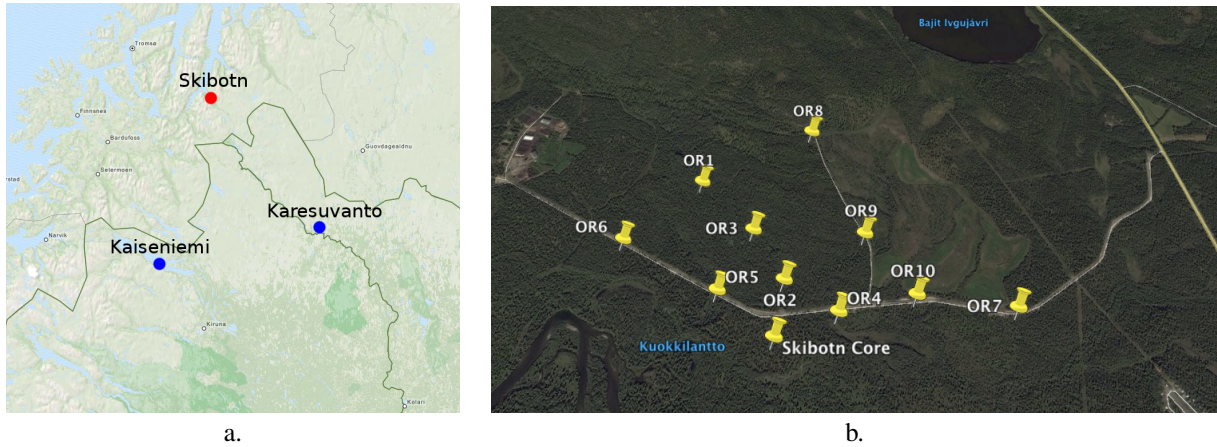 Tromsø
Skibotn
Finnsnes
Bardufoss
Guovdageaidnu
Setermoen
Karesuvanto
Narvik
Kaiseniemi
Kiruna
Kolari
a.
Bajit Ivgujávri
OR8
OR1
OR3
OR9
OR6
OR5
OR10
OR2
OR4
OR7
Kuokkilantto
Skibotn Core
b.